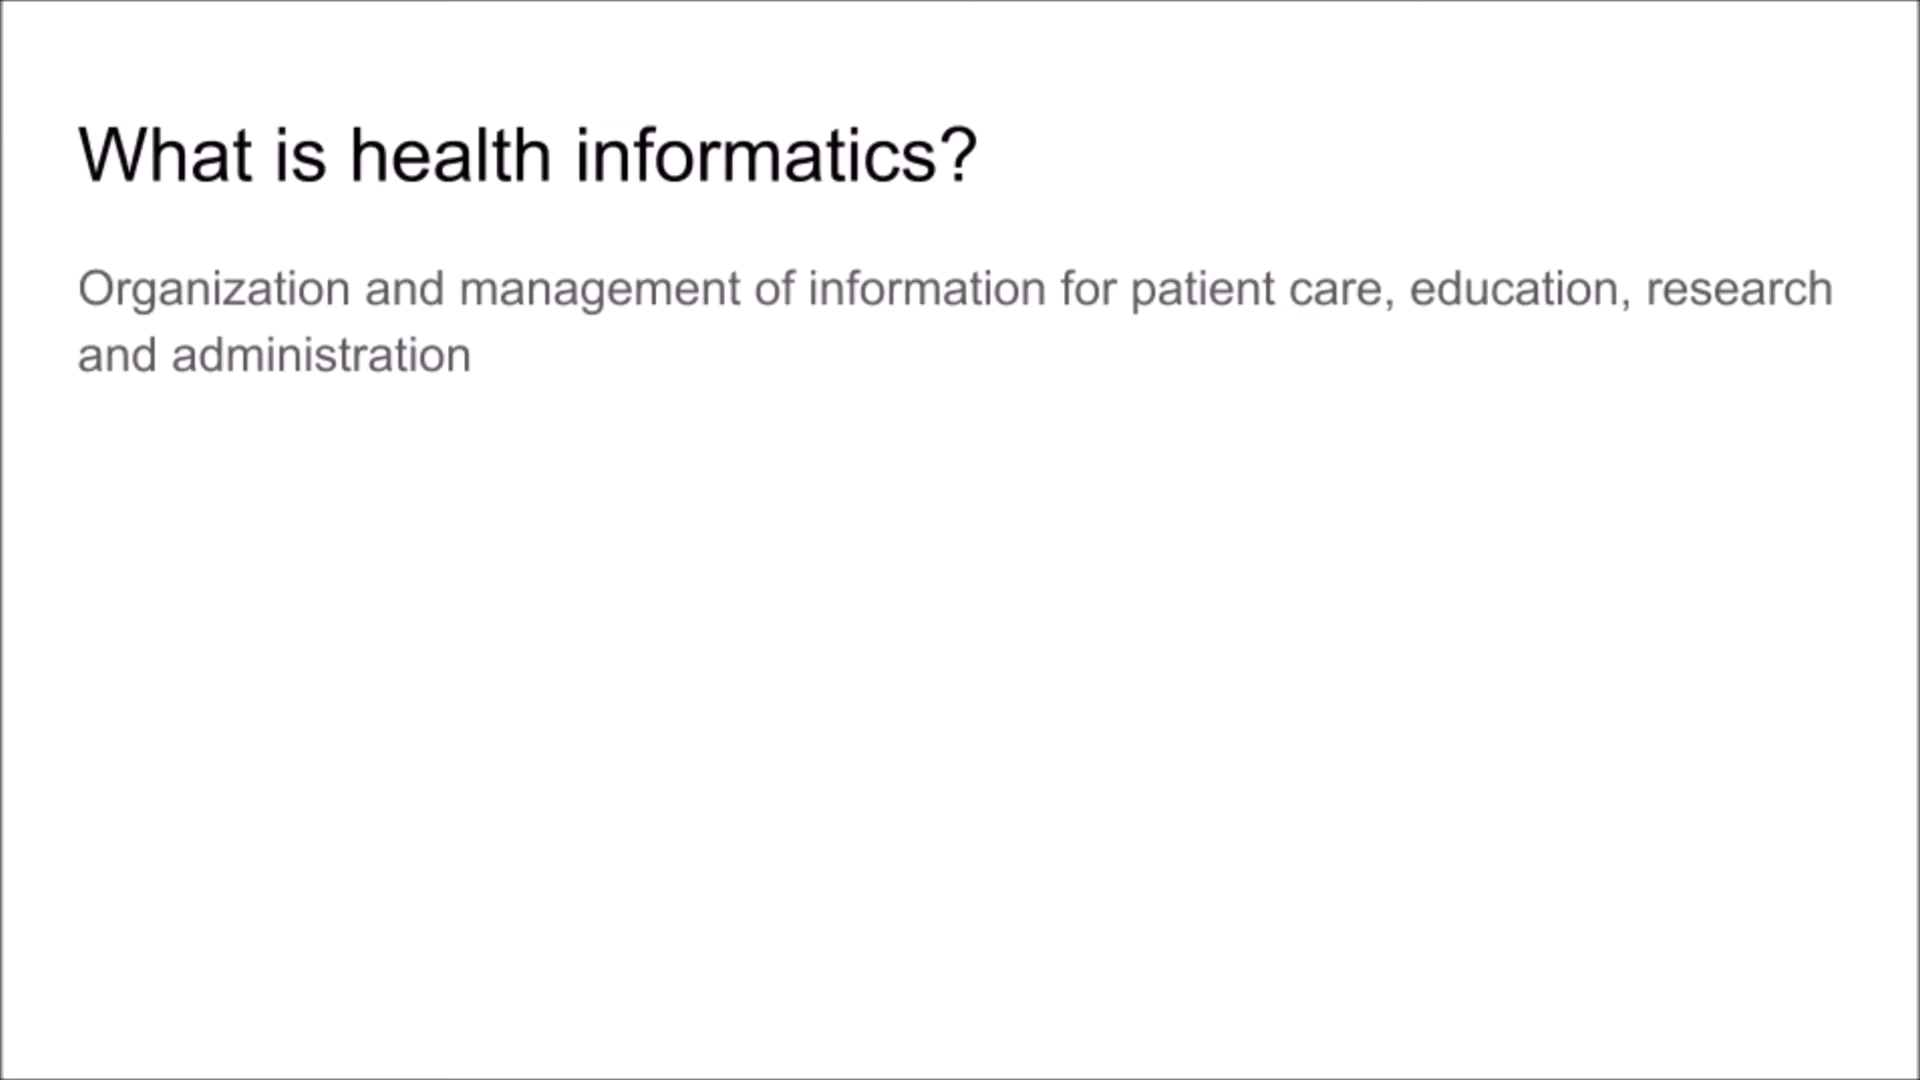 What is health informatics?
Organization and management of information for patient care, education, research
and administration